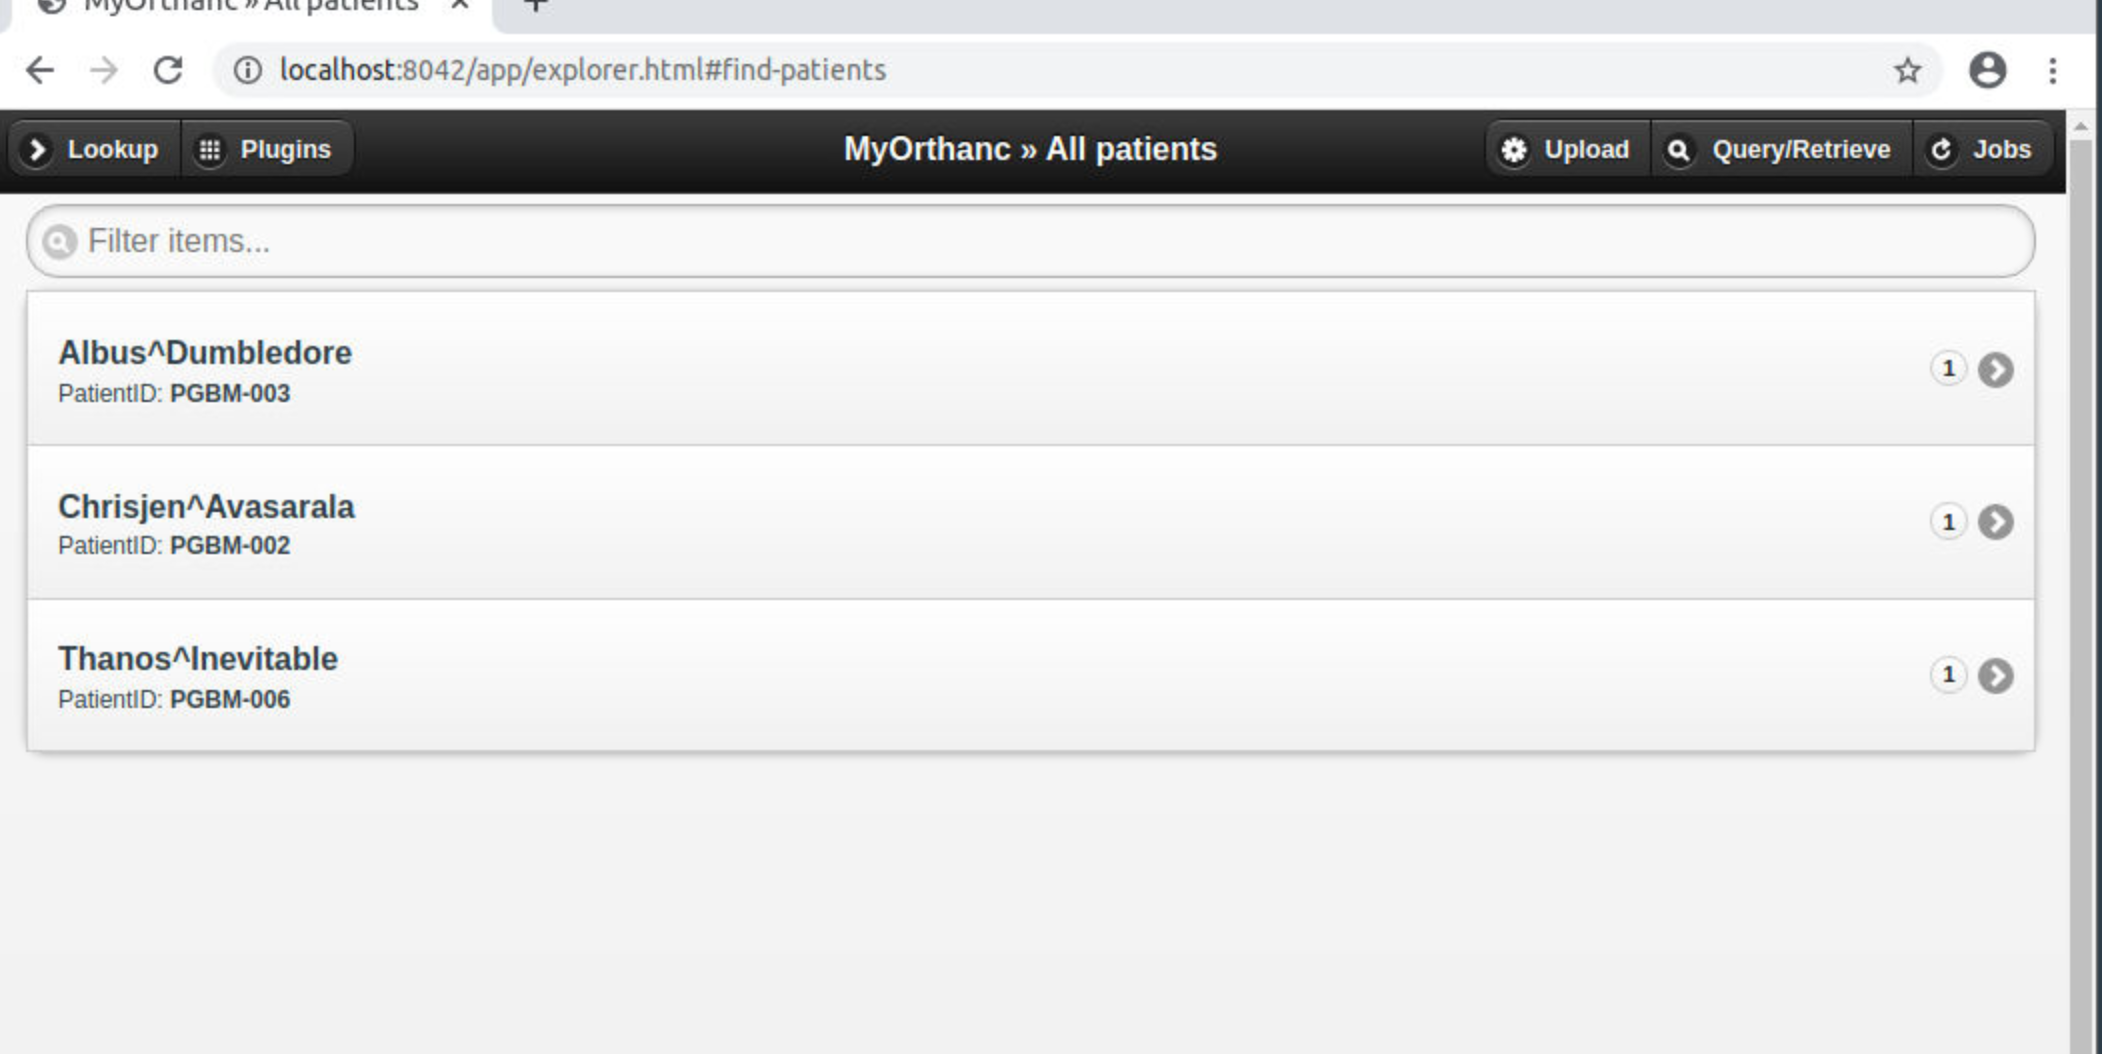 MyOrthanc » All patients
localhost:8042/app/explorer.html#find-patients
Lookup Plugins MyOrthanc » All patients Upload Query/Retrieve Jobs
Filter items...
Albus^Dumbledore
PatientID: PGBM-003
1
Chrisjen^Avasarala
PatientID: PGBM-002
1
Thanos^Inevitable
PatientID: PGBM-006
1